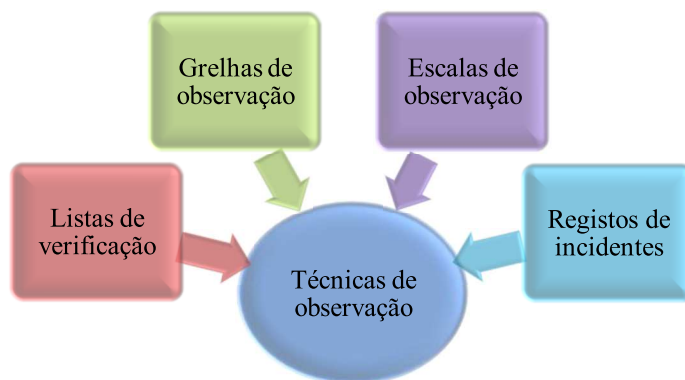 Grelhas de
observação
Escalas de
observação
Listas de
verificação
Registos de
incidentes
Técnicas de
observação